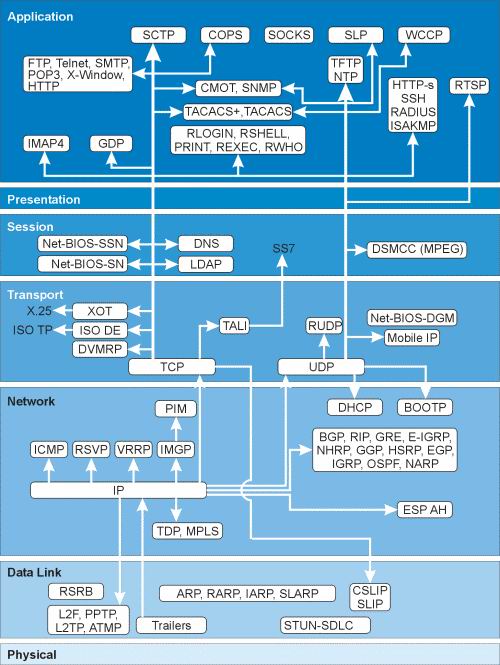 Application
SCTP
COPS
SOCKS
SLP
WCCP
FTP, Telnet, SMTP,
POP3, X-Window,
HTTP
TFTP
NTP
CMOT, SNMP
HTTP-s
SSH
RADIUS
ISAKMP
RTSP
TACACS+, TACACS
RLOGIN, RSHELL,
PRINT, REXEC, RWHO
IMAP4
GDP
Presentation
Session
Net-BIOS-SSN
DNS
SS7
DSMCC (MPEG)
Net-BIOS-SN
LDAP
Transport
X.25
XOT
ISO TP
ISO DE
TALI
RUDP
Net-BIOS-DGM
Mobile IP
DVMRP
TCP
UDP
Network
PIM
DHCP
BOOTP
ICMP
RSVP
VRRP
IMGP
BGP, RIP, GRE, E-IGRP,
NHRP, GGP, HSRP, EGP,
IGRP, OSPF, NARP
IP
ESP AH
TDP, MPLS
Data Link
RSRB
ARP, RARP, IARP, SLARP
CSLIP
SLIP
L2F, PPTP,
L2TP, ATMP
Trailers
STUN-SDLC
Physical